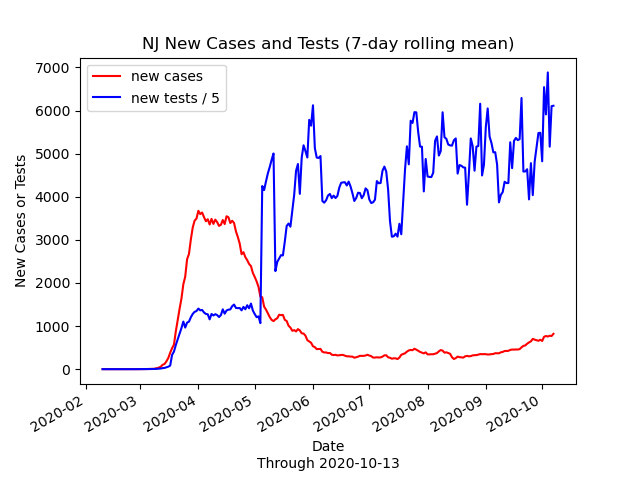 NJ New Cases and Tests (7-day rolling mean)
new cases
new tests / 5
New Cases or Tests
7000
6000
5000
4000
3000
2000
1000
0
2020-02
2020-03
2020-04
2020-05
2020-06
2020-07
2020-08
2020-09
2020-10
Date
Through 2020-10-13